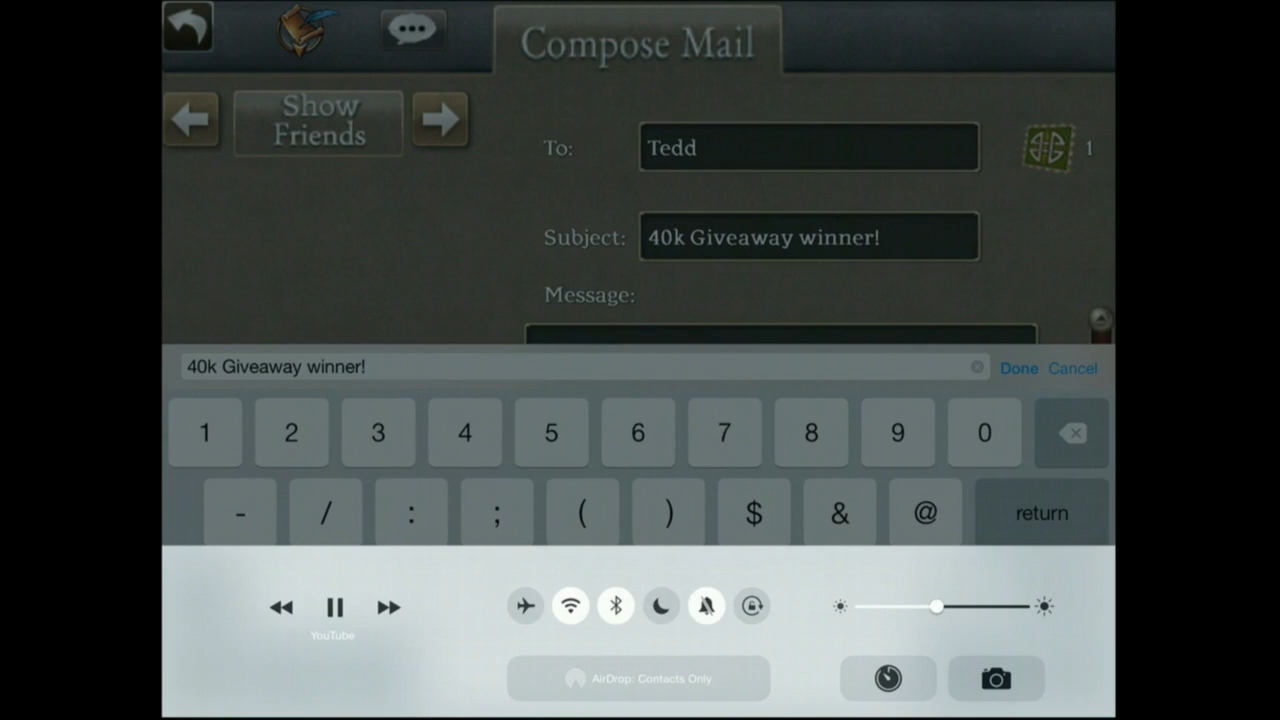 Compose Mail
Show
Friends
To:
Tedd
1
Subject:
40k Giveaway winner!
Message:
40k Giveaway winner!
Done Cancel
1 2 3 4 5 6 7 8 9 0
- / : ; ( ) $ & @ return
YouTube
AirDrop: Contacts Only